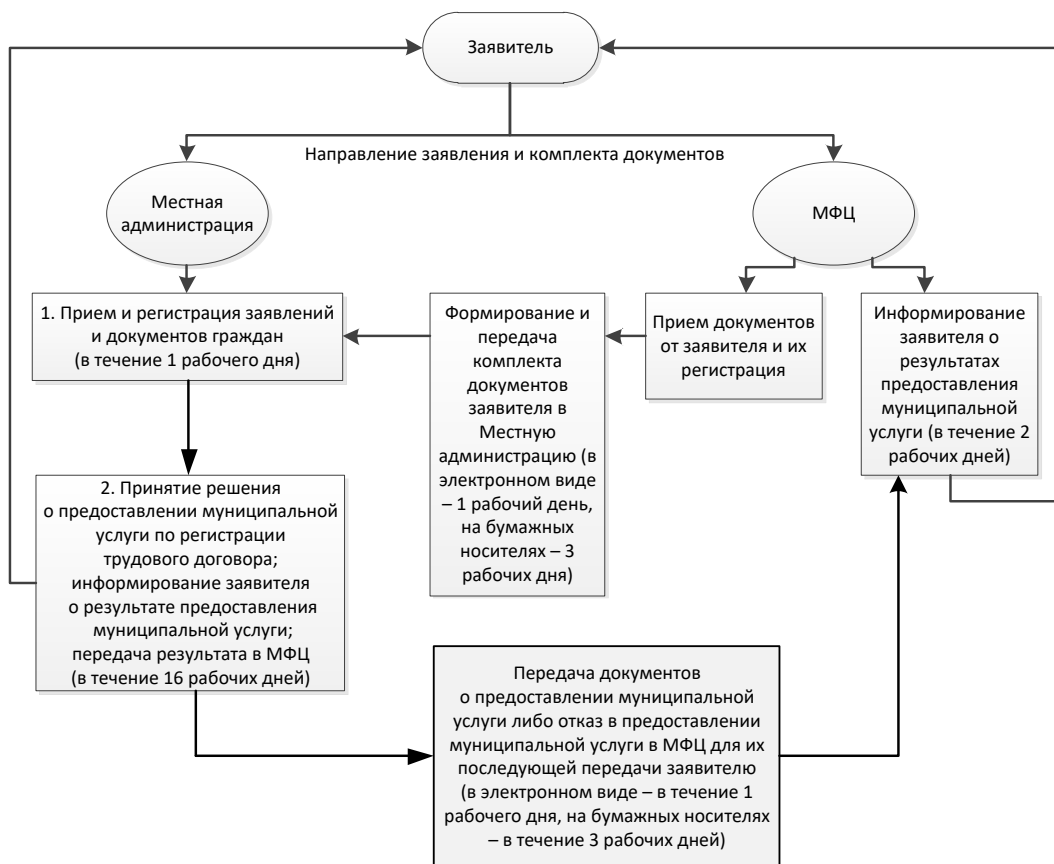 Заявитель
Направление заявления и комплекта документов
Местная
администрация
МФЦ
1. Прием и регистрация заявлений
и документов граждан
(в течение 1 рабочего дня)
Формирование и
передача
комплекта
документов
заявителя в
Местную
администрацию (в
электронном виде
– 1 рабочий день,
на бумажных
носителях – 3
рабочих дня)
Прием документов
от заявителя и их
регистрация
Информирование
заявителя о
результатах
предоставления
муниципальной
услуги (в течение 2
рабочих дней)
2. Принятие решения
о предоставлении муниципальной
услуги по регистрации
трудового договора;
информирование заявителя
о результате предоставления
муниципальной услуги;
передача результата в МФЦ
(в течение 16 рабочих дней)
Передача документов
о предоставлении муниципальной
услуги либо отказ в предоставлении
муниципальной услуги в МФЦ для их
последующей передачи заявителю
(в электронном виде – в течение 1
рабочего дня, на бумажных носителях
– в течение 3 рабочих дней)